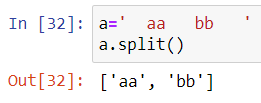 In [32]: a='  aa   bb   '
a.split()
Out[32]: ['aa', 'bb']